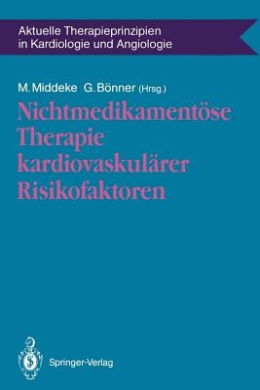 Aktuelle Therapieprinzipien
in Kardiologie und Angiologie
M. Middeke G. Bönner (Hrsg.)
Nichtmedikamentöse
Therapie
kardiovaskulärer
Risikofaktoren
Springer-Verlag